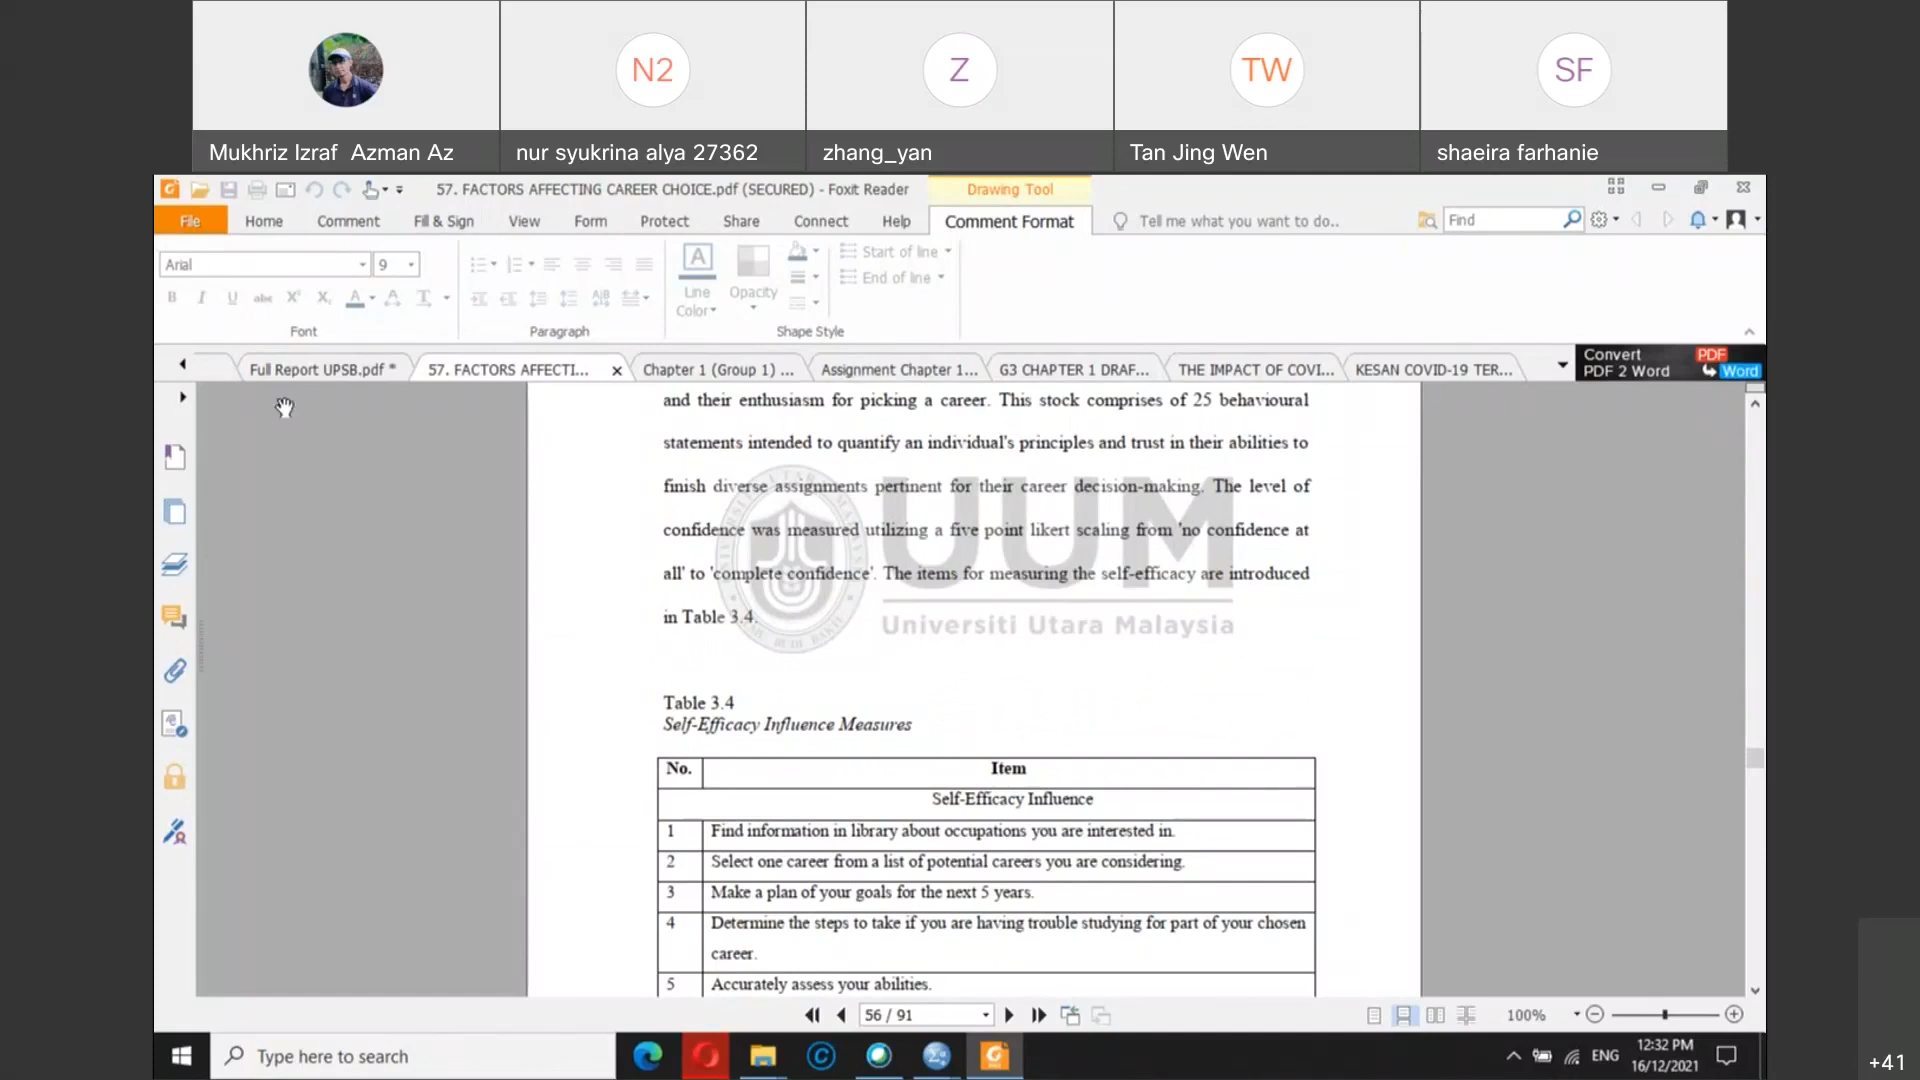 N2
Z
TW
SF
Mukhriz Izraf Azman Az
nur syukrina alya 27362
zhang_yan
Tan Jing Wen
shaeira farhanie
57. FACTORS AFFECTING CAREER CHOICE.pdf (SECURED) - Foxit Reader
Drawing Tool
File
Home
Comment
Fill & Sign
View
Form
Protect
Share
Connect
Help
Comment Format
Tell me what you want to do..
Find
Arial
9
Line Color
Opacity
Start of line
End of line
Font
Paragraph
Shape Style
Full Report UPSB.pdf *
57. FACTORS AFFECTI...
Chapter 1 (Group 1) ...
Assignment Chapter 1...
G3 CHAPTER 1 DRAF...
THE IMPACT OF COVI...
KESAN COVID-19 TER...
Convert PDF
PDF 2 Word Word
and their enthusiasm for picking a career. This stock comprises of 25 behavioural
statements intended to quantify an individual's principles and trust in their abilities to
finish diverse assignments pertinent for their career decision-making. The level of
confidence was measured utilizing a five point likert scaling from 'no confidence at
all' to 'complete confidence'. The items for measuring the self-efficacy are introduced
in Table 3.4.
UUM
Universiti Utara Malaysia
Table 3.4
Self-Efficacy Influence Measures
No. Item
Self-Efficacy Influence
1 Find information in library about occupations you are interested in.
2 Select one career from a list of potential careers you are considering.
3 Make a plan of your goals for the next 5 years.
4 Determine the steps to take if you are having trouble studying for part of your chosen
career.
5 Accurately assess your abilities.
56 / 91
100%
Type here to search
ENG
12:32 PM
16/12/2021
+41